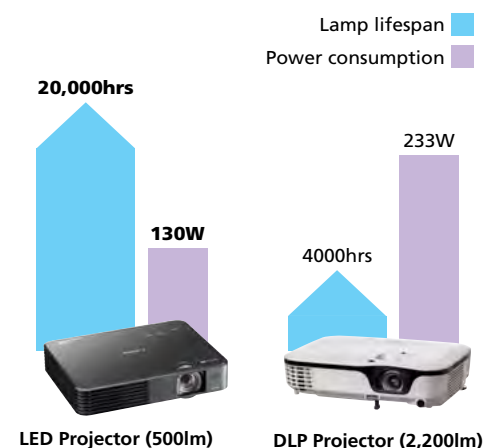 Lamp lifespan
Power consumption
20,000hrs
233W
130W
4000hrs
LED Projector (500lm)
DLP Projector (2,200lm)